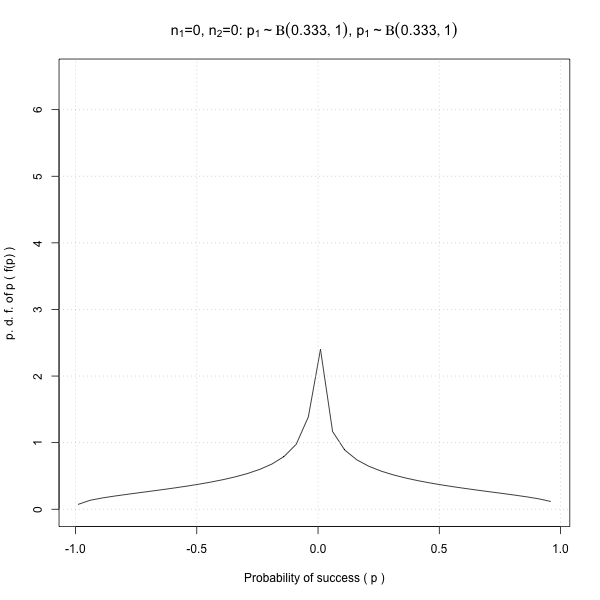 n₁=0, n₂=0: p₁ ~ B(0.333, 1), p₁ ~ B(0.333, 1)
6
5
4
3
2
1
0
p. d. f. of p ( f(p) )
-1.0 -0.5 0.0 0.5 1.0
Probability of success ( p )